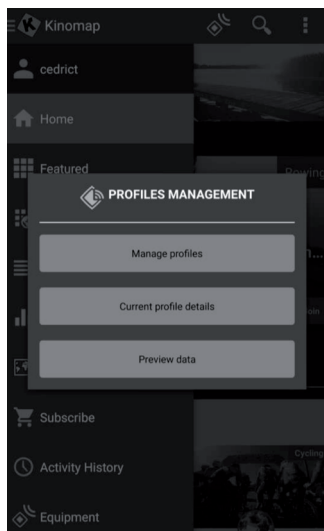 Kinomap
cedrict
Home
Featured
Rowing
PROFILES MANAGEMENT
Manage profiles
Current profile details
Preview data
Subscribe
Cycling
Activity History
Equipment